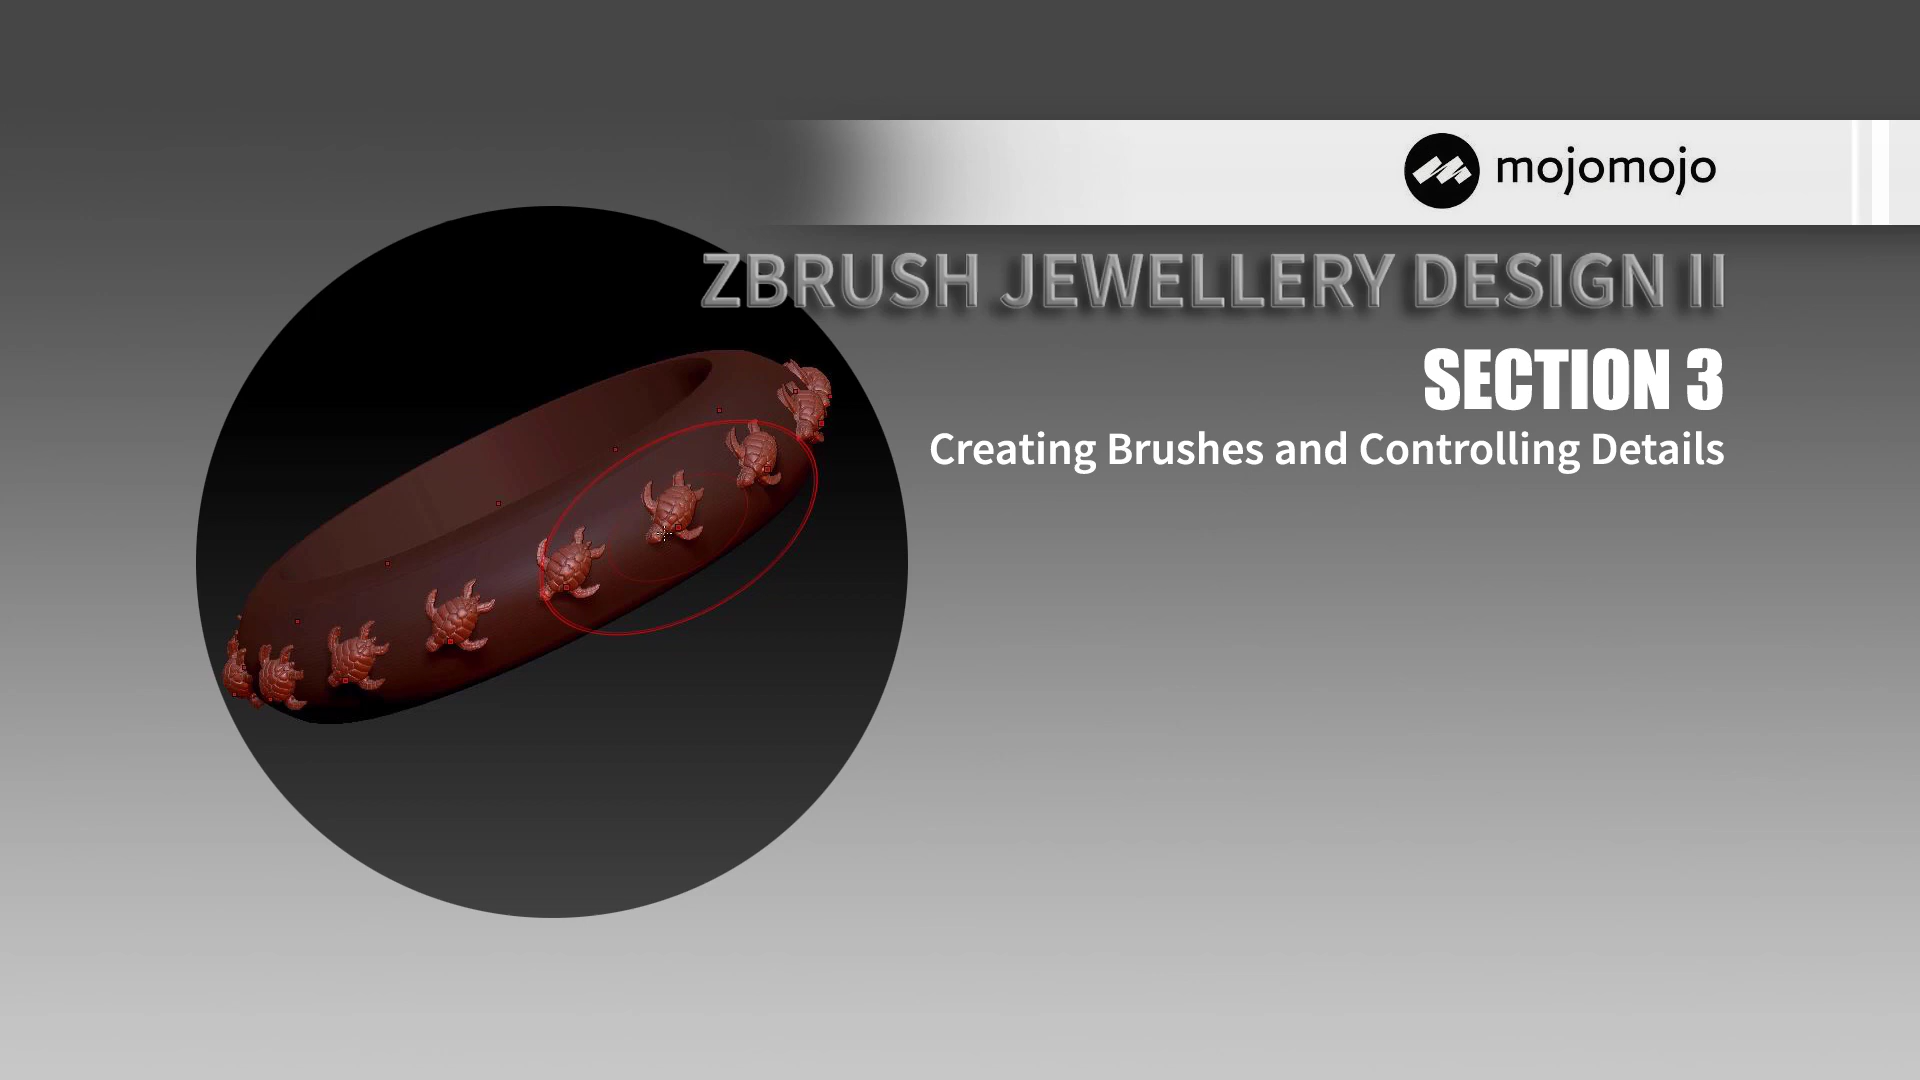 mojomojo
ZBRUSH JEWELLERY DESIGN II
SECTION 3
Creating Brushes and Controlling Details